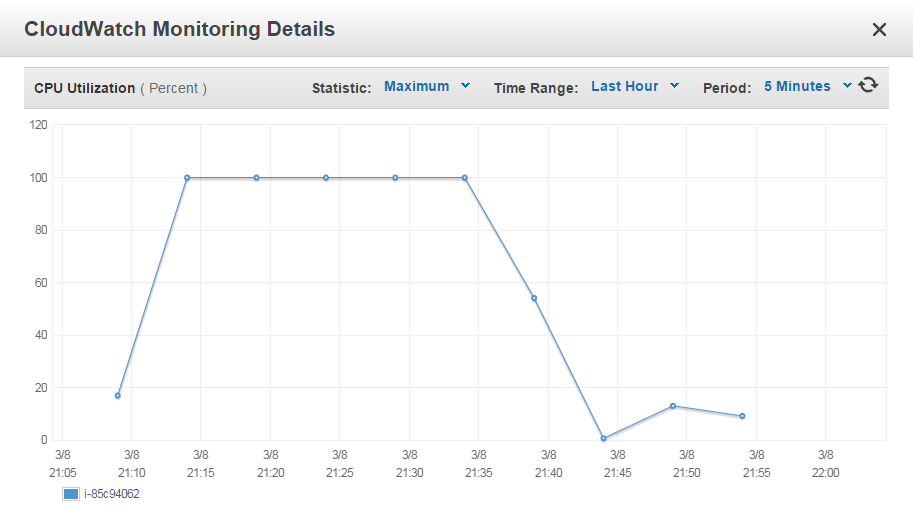 CloudWatch Monitoring Details
CPU Utilization ( Percent ) Statistic: Maximum Time Range: Last Hour Period: 5 Minutes
120
100
80
60
40
20
0
3/8 3/8 3/8 3/8 3/8 3/8 3/8 3/8 3/8 3/8 3/8 3/8
21:05 21:10 21:15 21:20 21:25 21:30 21:35 21:40 21:45 21:50 21:55 22:00
i-85c94062